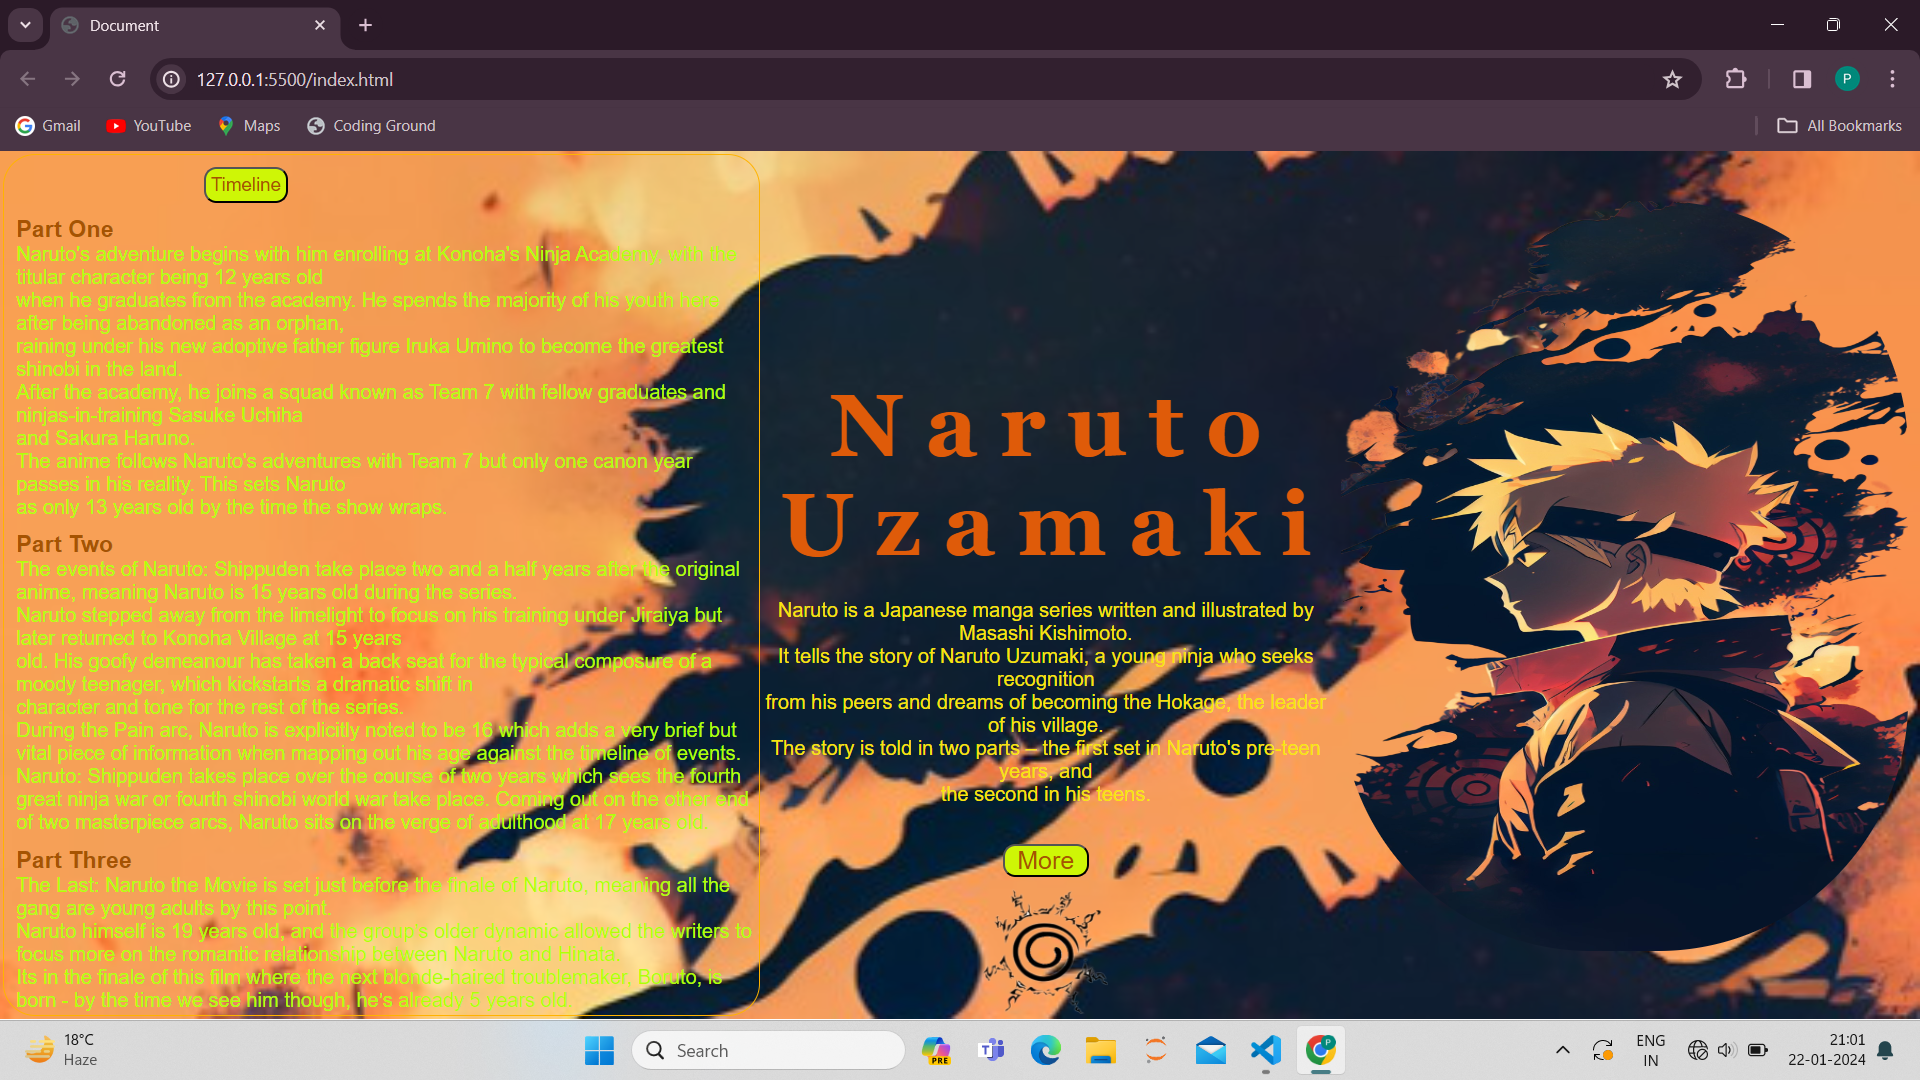 Document
127.0.0.1:5500/index.html
P
Gmail
YouTube
Maps
Coding Ground
All Bookmarks
Timeline
Part One
Naruto's adventure begins with him enrolling at Konoha's Ninja Academy, with the
titular character being 12 years old
when he graduates from the academy. He spends the majority of his youth here
after being abandoned as an orphan,
raining under his new adoptive father figure Iruka Umino to become the greatest
shinobi in the land.
After the academy, he joins a squad known as Team 7 with fellow graduates and
ninjas-in-training Sasuke Uchiha
and Sakura Haruno.
The anime follows Naruto's adventures with Team 7 but only one canon year
passes in his reality. This sets Naruto
as only 13 years old by the time the show wraps.
Part Two
The events of Naruto: Shippuden take place two and a half years after the original
anime, meaning Naruto is 15 years old during the series.
Naruto stepped away from the limelight to focus on his training under Jiraiya but
later returned to Konoha Village at 15 years
old. His goofy demeanour has taken a back seat for the typical composure of a
moody teenager, which kickstarts a dramatic shift in
character and tone for the rest of the series.
During the Pain arc, Naruto is explicitly noted to be 16 which adds a very brief but
vital piece of information when mapping out his age against the timeline of events.
Naruto: Shippuden takes place over the course of two years which sees the fourth
great ninja war or fourth shinobi world war take place. Coming out on the other end
of two masterpiece arcs, Naruto sits on the verge of adulthood at 17 years old.
Part Three
The Last: Naruto the Movie is set just before the finale of Naruto, meaning all the
gang are young adults by this point.
Naruto himself is 19 years old, and the group's older dynamic allowed the writers to
focus more on the romantic relationship between Naruto and Hinata.
Its in the finale of this film where the next blonde-haired troublemaker, Boruto, is
born - by the time we see him though, he's already 5 years old.
Naruto
Uzamaki
Naruto is a Japanese manga series written and illustrated by
Masashi Kishimoto.
It tells the story of Naruto Uzumaki, a young ninja who seeks
recognition
from his peers and dreams of becoming the Hokage, the leader
of his village.
The story is told in two parts – the first set in Naruto's pre-teen
years, and
the second in his teens.
More
18°C
Haze
Search
PRE
ENG
IN
21:01
22-01-2024